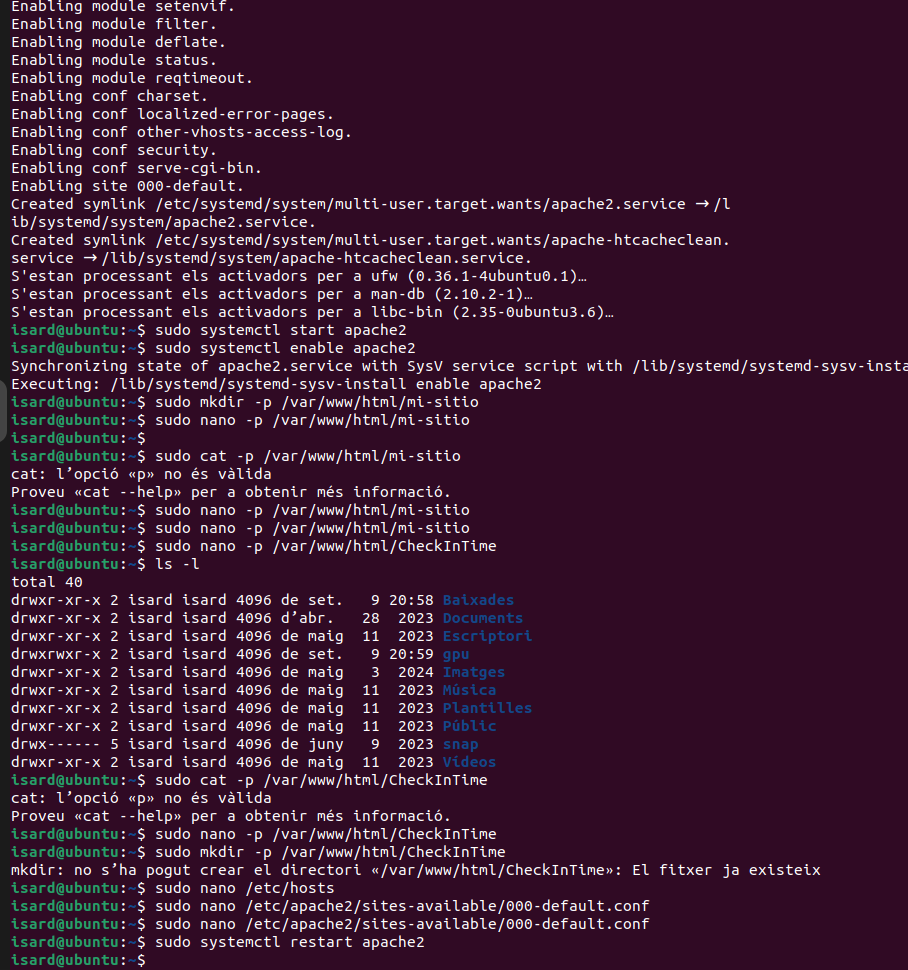 Enabling module setenvif.
Enabling module filter.
Enabling module deflate.
Enabling module status.
Enabling module reqtimeout.
Enabling conf charset.
Enabling conf localized-error-pages.
Enabling conf other-vhosts-access-log.
Enabling conf security.
Enabling conf serve-cgi-bin.
Enabling site 000-default.
Created symlink /etc/systemd/system/multi-user.target.wants/apache2.service → /l
ib/systemd/system/apache2.service.
Created symlink /etc/systemd/system/multi-user.target.wants/apache-htcacheclean.
service → /lib/systemd/system/apache-htcacheclean.service.
S'estan processant els activadors per a ufw (0.36.1-4ubuntu0.1)…
S'estan processant els activadors per a man-db (2.10.2-1)…
S'estan processant els activadors per a libc-bin (2.35-0ubuntu3.6)…
isard@ubuntu:~$ sudo systemctl start apache2
isard@ubuntu:~$ sudo systemctl enable apache2
Synchronizing state of apache2.service with SysV service script with /lib/systemd/systemd-sysv-insta
Executing: /lib/systemd/systemd-sysv-install enable apache2
isard@ubuntu:~$ sudo mkdir -p /var/www/html/mi-sitio
isard@ubuntu:~$ sudo nano -p /var/www/html/mi-sitio
isard@ubuntu:~$
isard@ubuntu:~$ sudo cat -p /var/www/html/mi-sitio
cat: l’opció «p» no és vàlida
Proveu «cat --help» per a obtenir més informació.
isard@ubuntu:~$ sudo nano -p /var/www/html/mi-sitio
isard@ubuntu:~$ sudo nano -p /var/www/html/mi-sitio
isard@ubuntu:~$ sudo nano -p /var/www/html/CheckInTime
isard@ubuntu:~$ ls -l
total 40
drwxr-xr-x 2 isard isard 4096 de set.   9 20:58 Baixades
drwxr-xr-x 2 isard isard 4096 d’abr.   28  2023 Documents
drwxr-xr-x 2 isard isard 4096 de maig  11  2023 Escriptori
drwxrwxr-x 2 isard isard 4096 de set.   9 20:59 gpu
drwxr-xr-x 2 isard isard 4096 de maig   3  2024 Imatges
drwxr-xr-x 2 isard isard 4096 de maig  11  2023 Música
drwxr-xr-x 2 isard isard 4096 de maig  11  2023 Plantilles
drwxr-xr-x 2 isard isard 4096 de maig  11  2023 Públic
drwx------ 5 isard isard 4096 de juny   9  2023 snap
drwxr-xr-x 2 isard isard 4096 de maig  11  2023 Vídeos
isard@ubuntu:~$ sudo cat -p /var/www/html/CheckInTime
cat: l’opció «p» no és vàlida
Proveu «cat --help» per a obtenir més informació.
isard@ubuntu:~$ sudo nano -p /var/www/html/CheckInTime
isard@ubuntu:~$ sudo mkdir -p /var/www/html/CheckInTime
mkdir: no s’ha pogut crear el directori «/var/www/html/CheckInTime»: El fitxer ja existeix
isard@ubuntu:~$ sudo nano /etc/hosts
isard@ubuntu:~$ sudo nano /etc/apache2/sites-available/000-default.conf
isard@ubuntu:~$ sudo nano /etc/apache2/sites-available/000-default.conf
isard@ubuntu:~$ sudo systemctl restart apache2
isard@ubuntu:~$